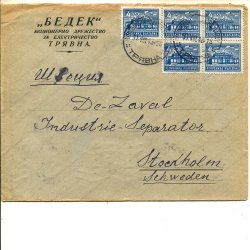 „БЕДЕК"
АКЦИОНЕРНО ДРУЖЕСТВО
ЗА ЕЛЕКТРИЧЕСТВО
ТРЯВНА
Швеция
De-Laval
Industrie-Separator
Stockholm
Schweden